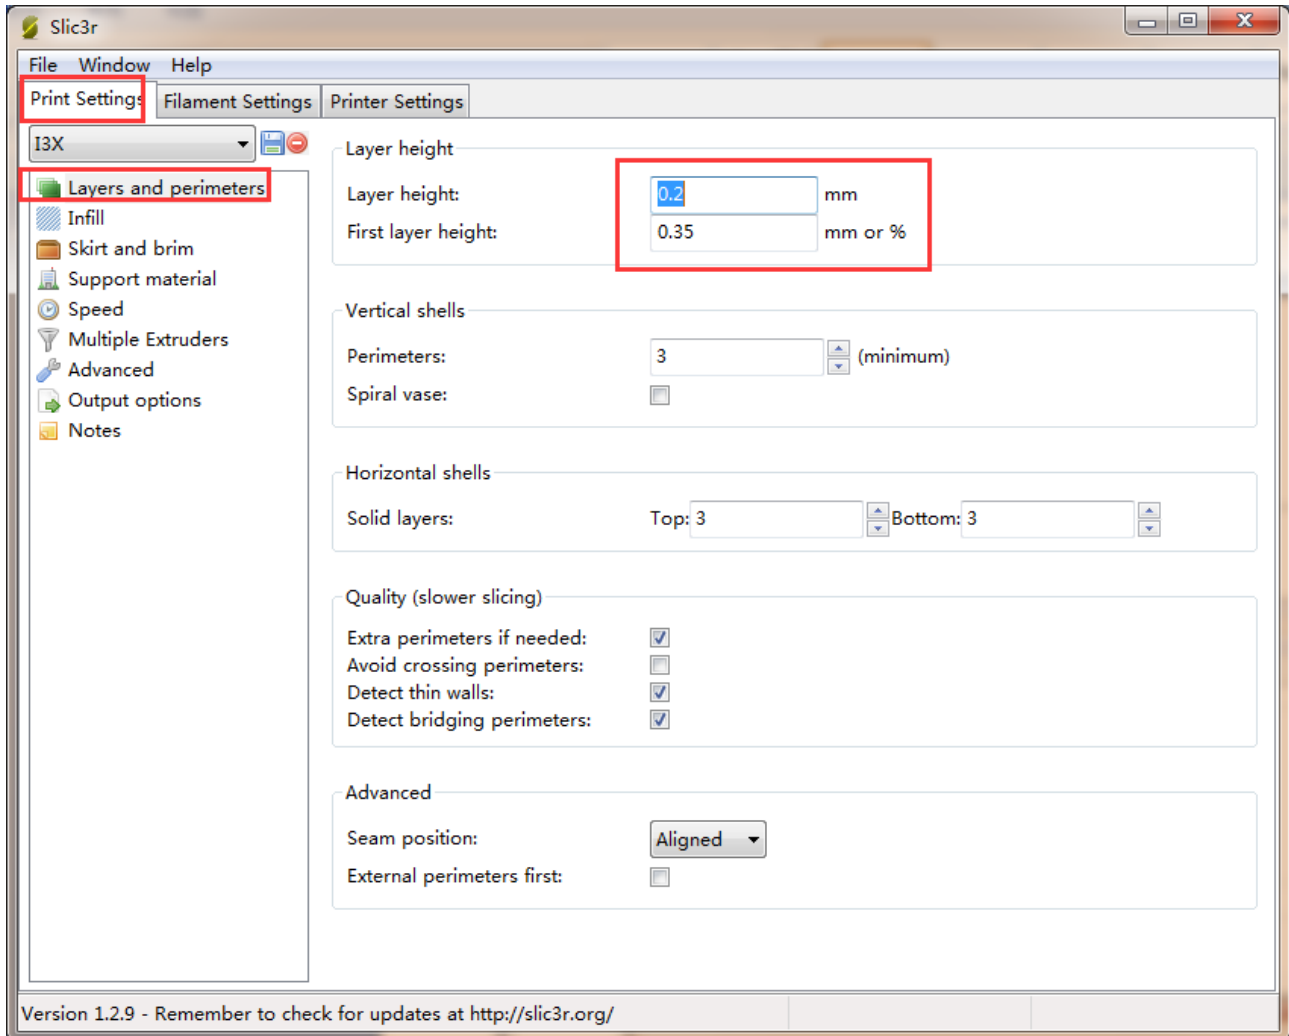 Slic3r
File Window Help
Print Settings Filament Settings Printer Settings
I3X
Layers and perimeters
Infill
Skirt and brim
Support material
Speed
Multiple Extruders
Advanced
Output options
Notes
Layer height
Layer height: 0.2 mm
First layer height: 0.35 mm or %
Vertical shells
Perimeters: 3 (minimum)
Spiral vase:
Horizontal shells
Solid layers: Top: 3 Bottom: 3
Quality (slower slicing)
Extra perimeters if needed:
Avoid crossing perimeters:
Detect thin walls:
Detect bridging perimeters:
Advanced
Seam position: Aligned
External perimeters first:
Version 1.2.9 - Remember to check for updates at http://slic3r.org/